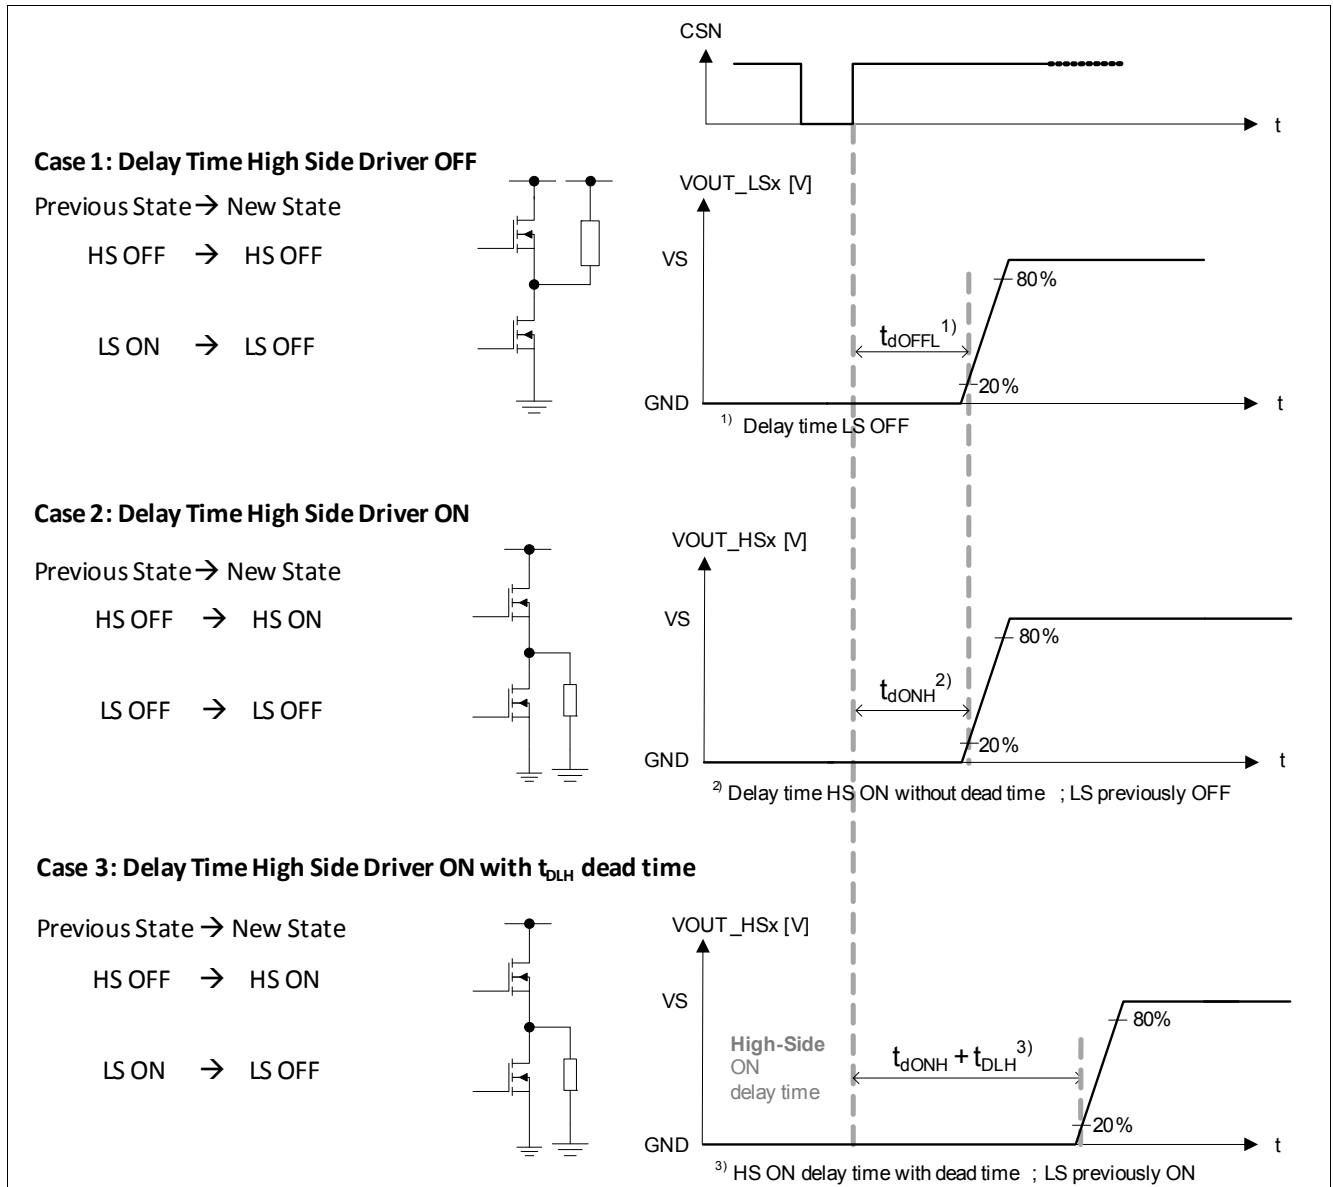 CSN
t
Case 1: Delay Time High Side Driver OFF
Previous State → New State
HS OFF → HS OFF
LS ON → LS OFF
VOUT_LSx [V]
VS
80%
tdOFFL1)
20%
GND
t
1) Delay time LS OFF
Case 2: Delay Time High Side Driver ON
Previous State → New State
HS OFF → HS ON
LS OFF → LS OFF
VOUT_HSx [V]
VS
80%
tdONH2)
20%
GND
t
2) Delay time HS ON without dead time ; LS previously OFF
Case 3: Delay Time High Side Driver ON with tDLH dead time
Previous State → New State
HS OFF → HS ON
LS ON → LS OFF
VOUT_HSx [V]
VS
80%
High-Side
ON
delay time
tdONH + tDLH3)
20%
GND
t
3) HS ON delay time with dead time ; LS previously ON